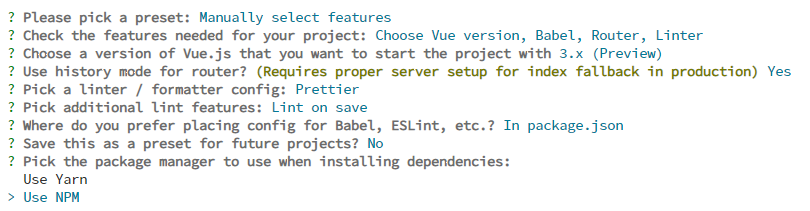 ? Please pick a preset: Manually select features
? Check the features needed for your project: Choose Vue version, Babel, Router, Linter
? Choose a version of Vue.js that you want to start the project with 3.x (Preview)
? Use history mode for router? (Requires proper server setup for index fallback in production) Yes
? Pick a linter / formatter config: Prettier
? Pick additional lint features: Lint on save
? Where do you prefer placing config for Babel, ESLint, etc.? In package.json
? Save this as a preset for future projects? No
? Pick the package manager to use when installing dependencies:
  Use Yarn
> Use NPM